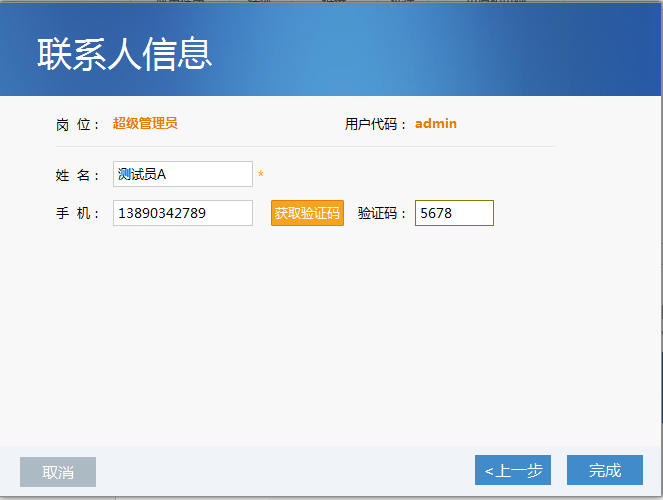 联系人信息
岗 位： 超级管理员 用户代码： admin
姓 名： 测试员A *
手 机： 13890342789 获取验证码 验证码： 5678
取消 <上一步 完成